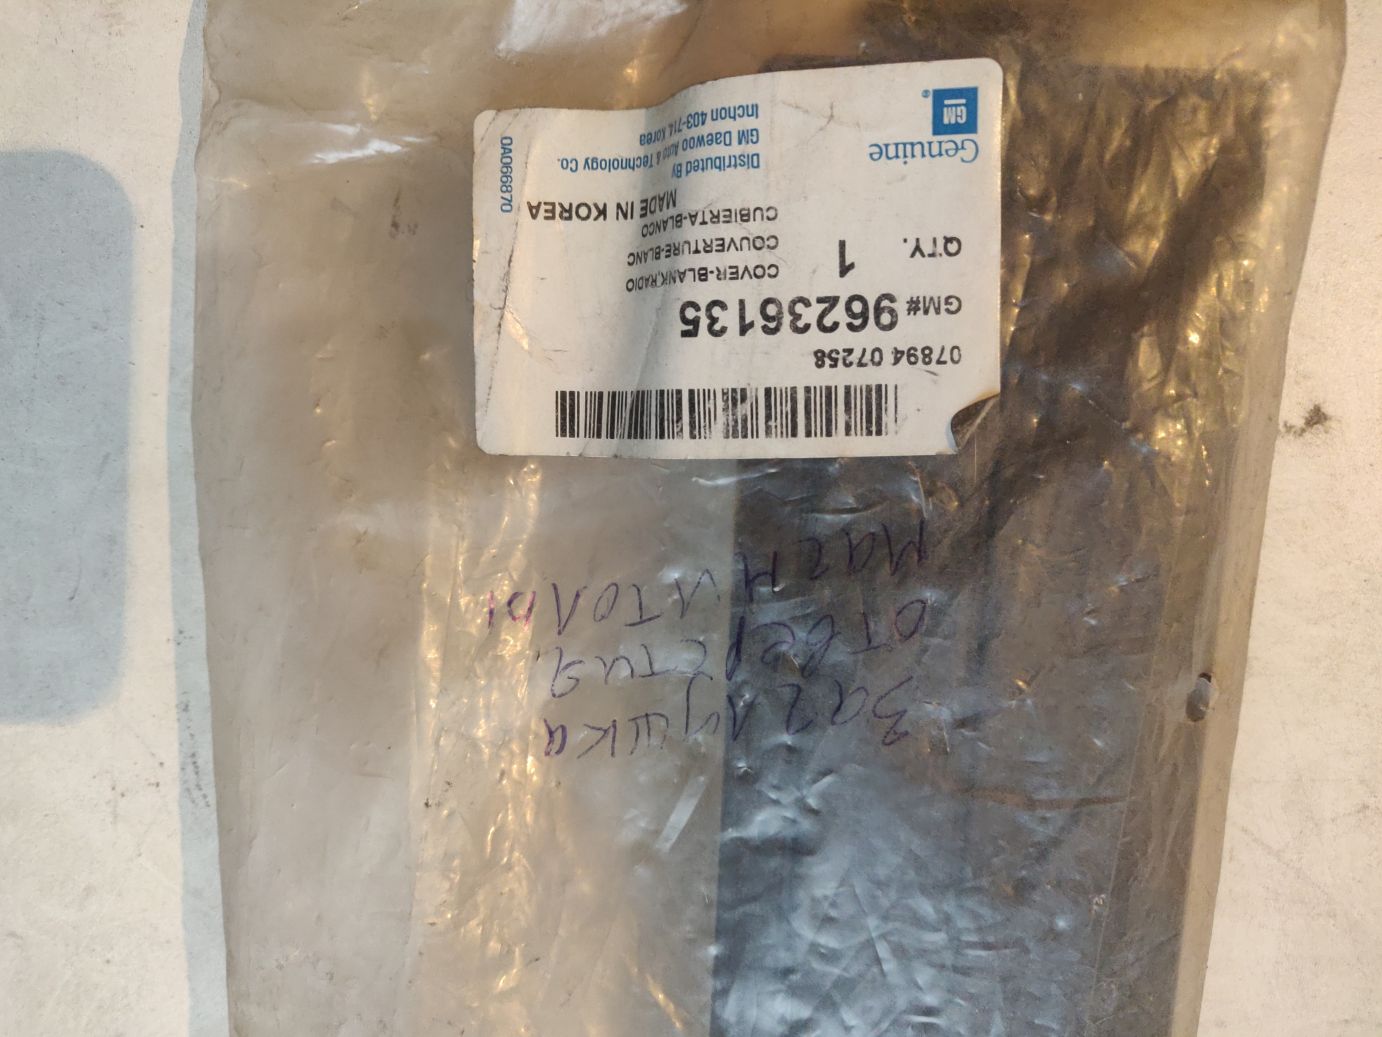 07894 07258
GM# 96236135
COVER-BLANK,RADIO
COUVERTURE-BLANC
CUBIERTA-BLANCO
QTY. 1
MADE IN KOREA
Genuine GM ®
Distributed By
GM Daewoo Auto & Technology Co.
Inchon 403-714, Korea
0A066870
Заглушка
отверстия
магнитолы